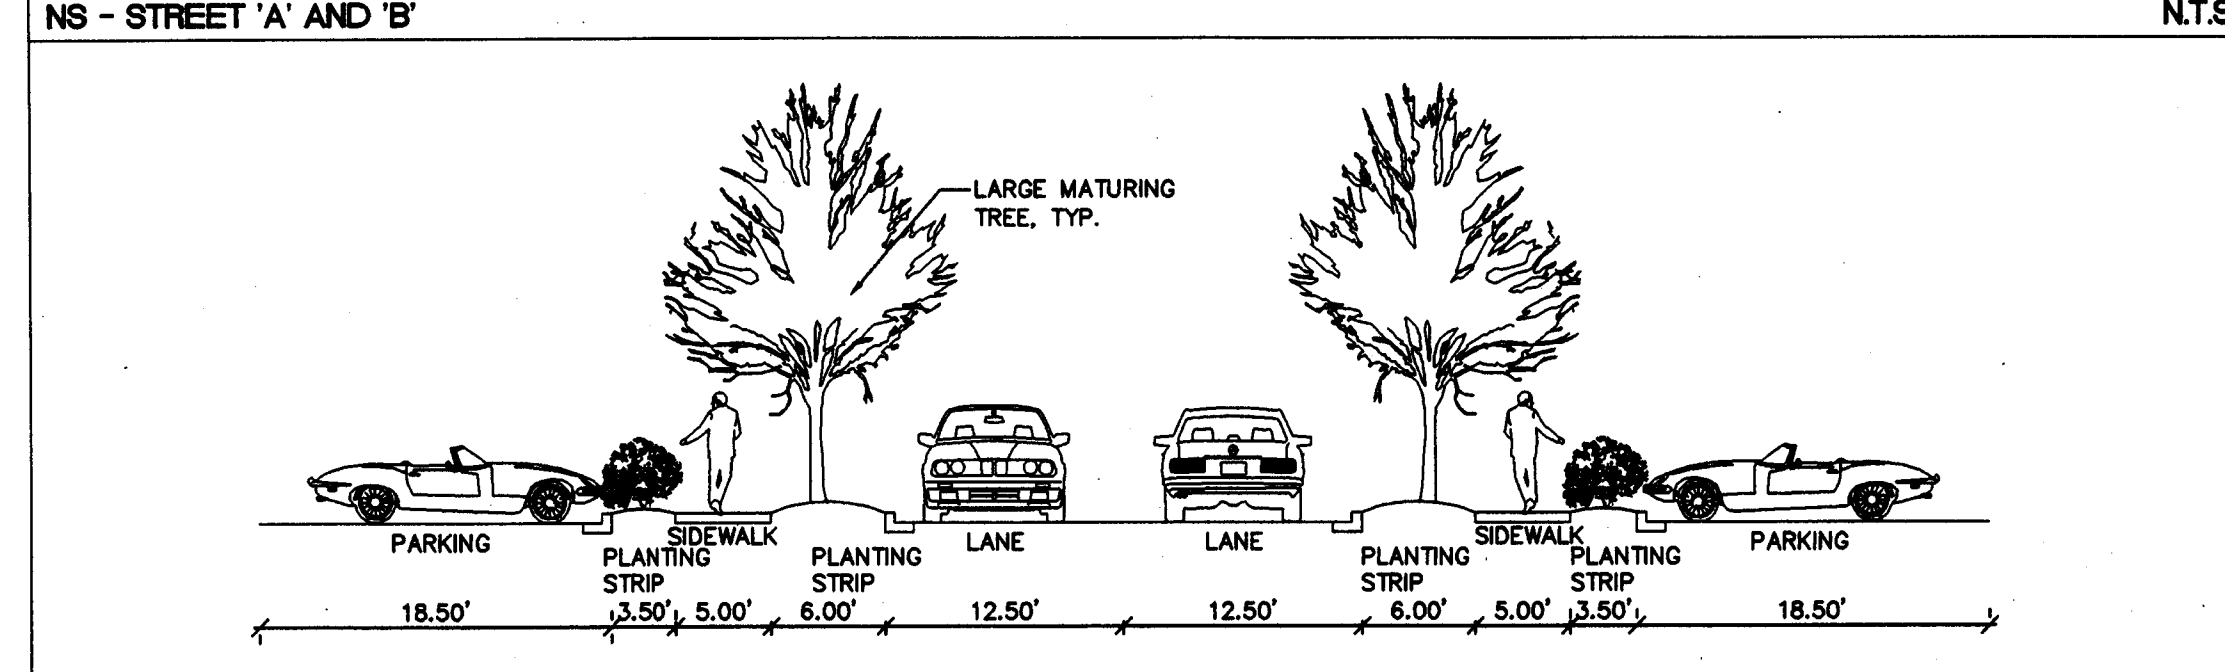 NS - STREET 'A' AND 'B'
N.T.S
LARGE MATURING
TREE, TYP.
PARKING
SIDEWALK
LANE
LANE
SIDEWALK
PARKING
PLANTING
STRIP
PLANTING
STRIP
PLANTING
STRIP
PLANTING
STRIP
18.50' 3.50' 5.00' 6.00' 12.50' 12.50' 6.00' 5.00' 3.50' 18.50'